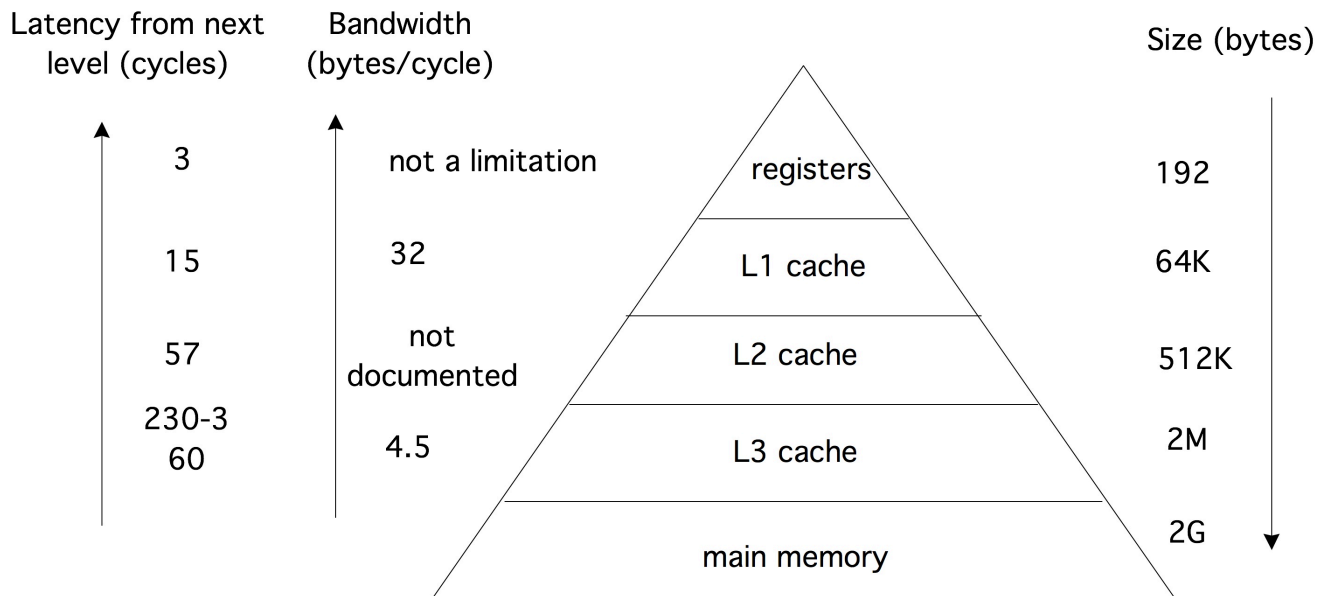 Latency from next
level (cycles)
Bandwidth
(bytes/cycle)
Size (bytes)
3
not a limitation
registers
192
15
32
L1 cache
64K
57
not
documented
L2 cache
512K
230-3
60
4.5
L3 cache
2M
main memory
2G